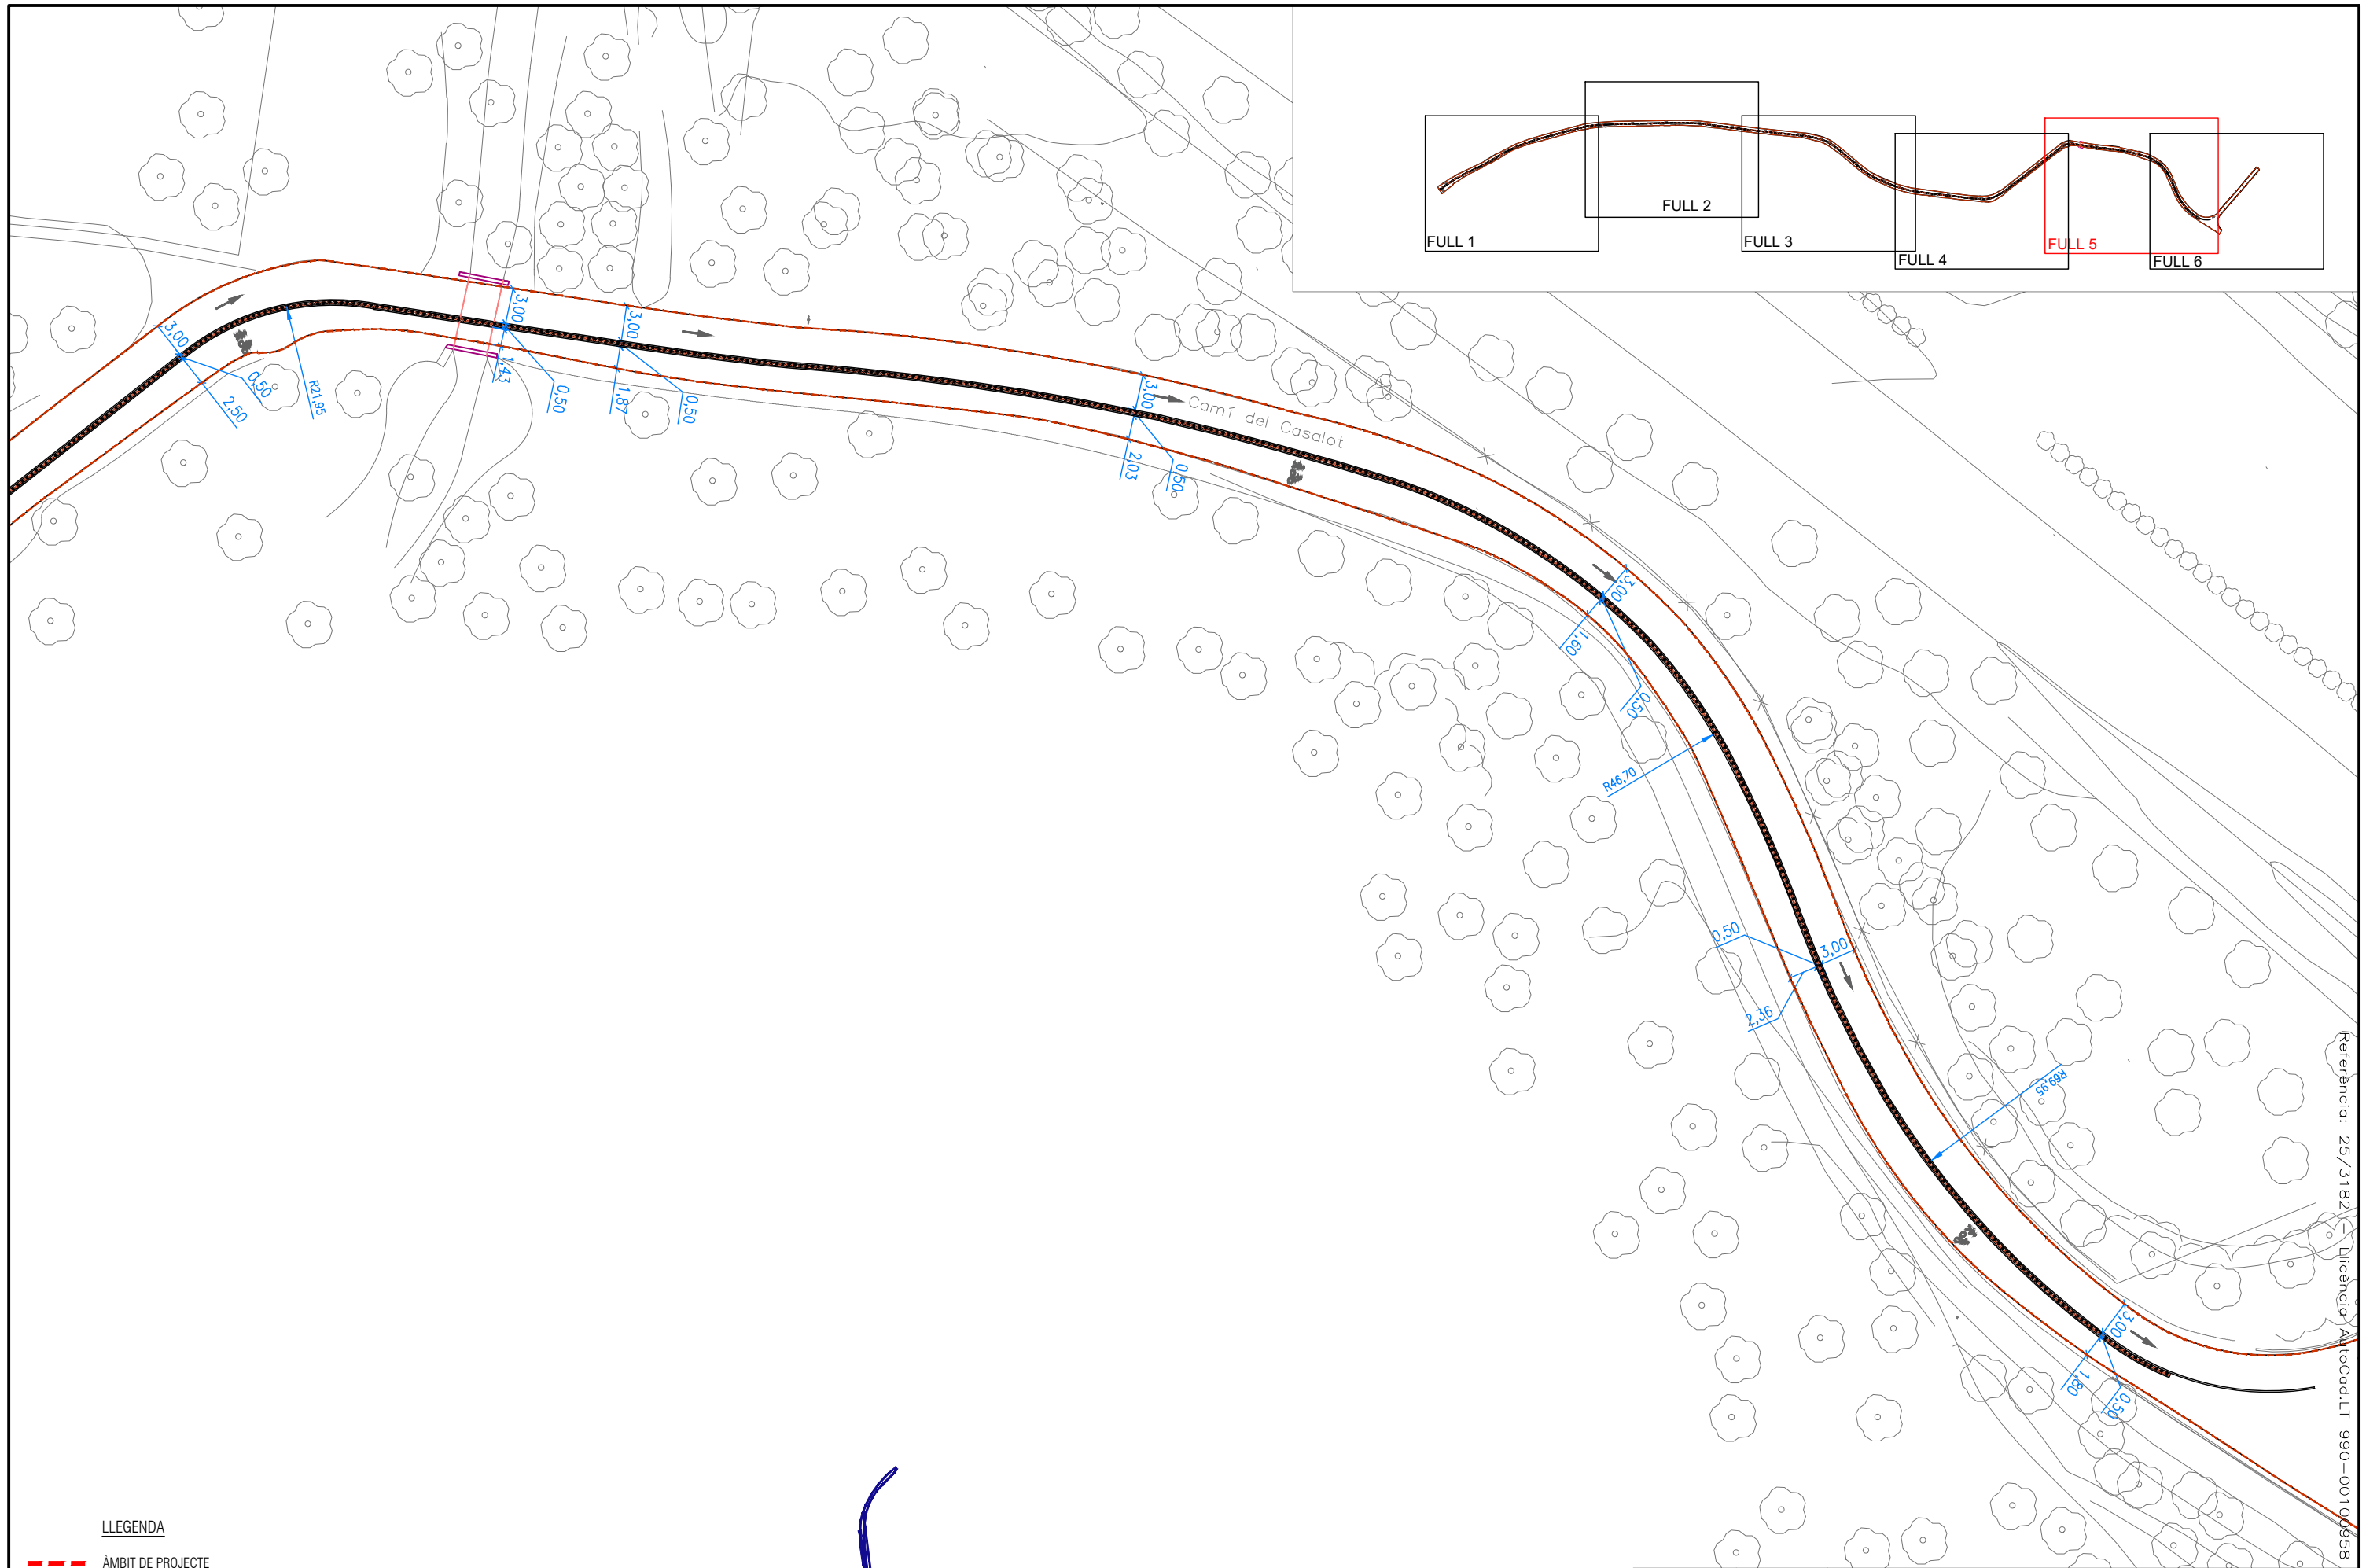 FULL 1
FULL 2
FULL 3
FULL 4
FULL 5
FULL 6
3,00
0,50
2,50
R21,95
3,00
1,43
0,50
3,00
1,87
0,50
3,00
2,03
0,50
Camí del Casalot
3,00
1,60
0,50
R46,70
0,50
3,00
2,36
R69,95
3,00
1,80
0,50
Referència: 25/3182 - Llicència AutoCad.LT 990-00100958
LLEGENDA
ÀMBIT DE PROJECTE